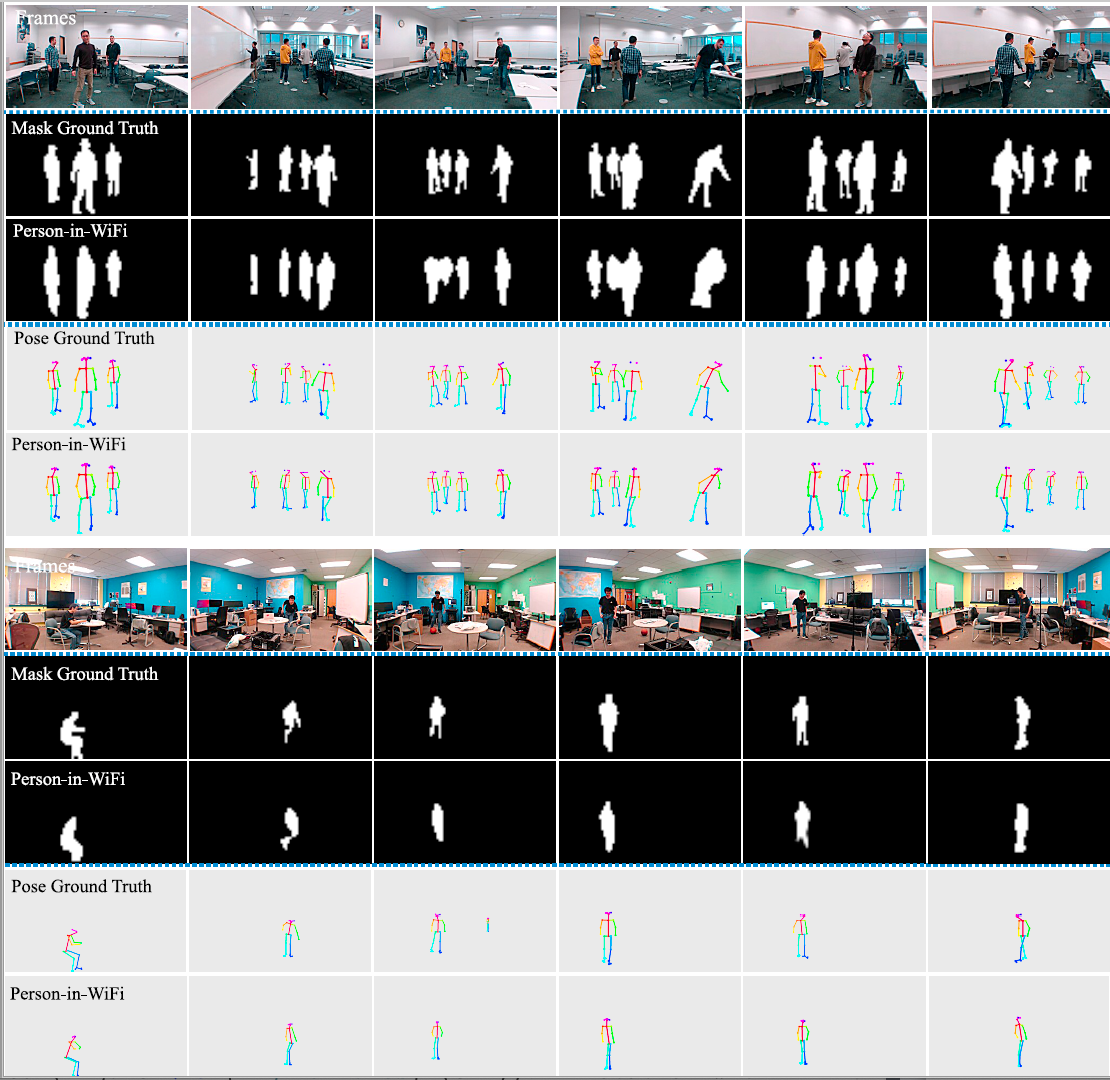 Frames
Mask Ground Truth
Person-in-WiFi
Pose Ground Truth
Person-in-WiFi
Frames
Mask Ground Truth
Person-in-WiFi
Pose Ground Truth
Person-in-WiFi